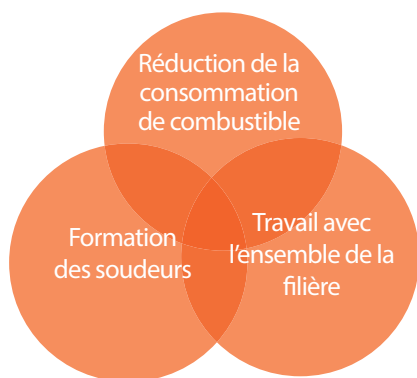 Réduction de la
consommation
de combustible
Formation
des soudeurs
Travail avec
l'ensemble de la
filière